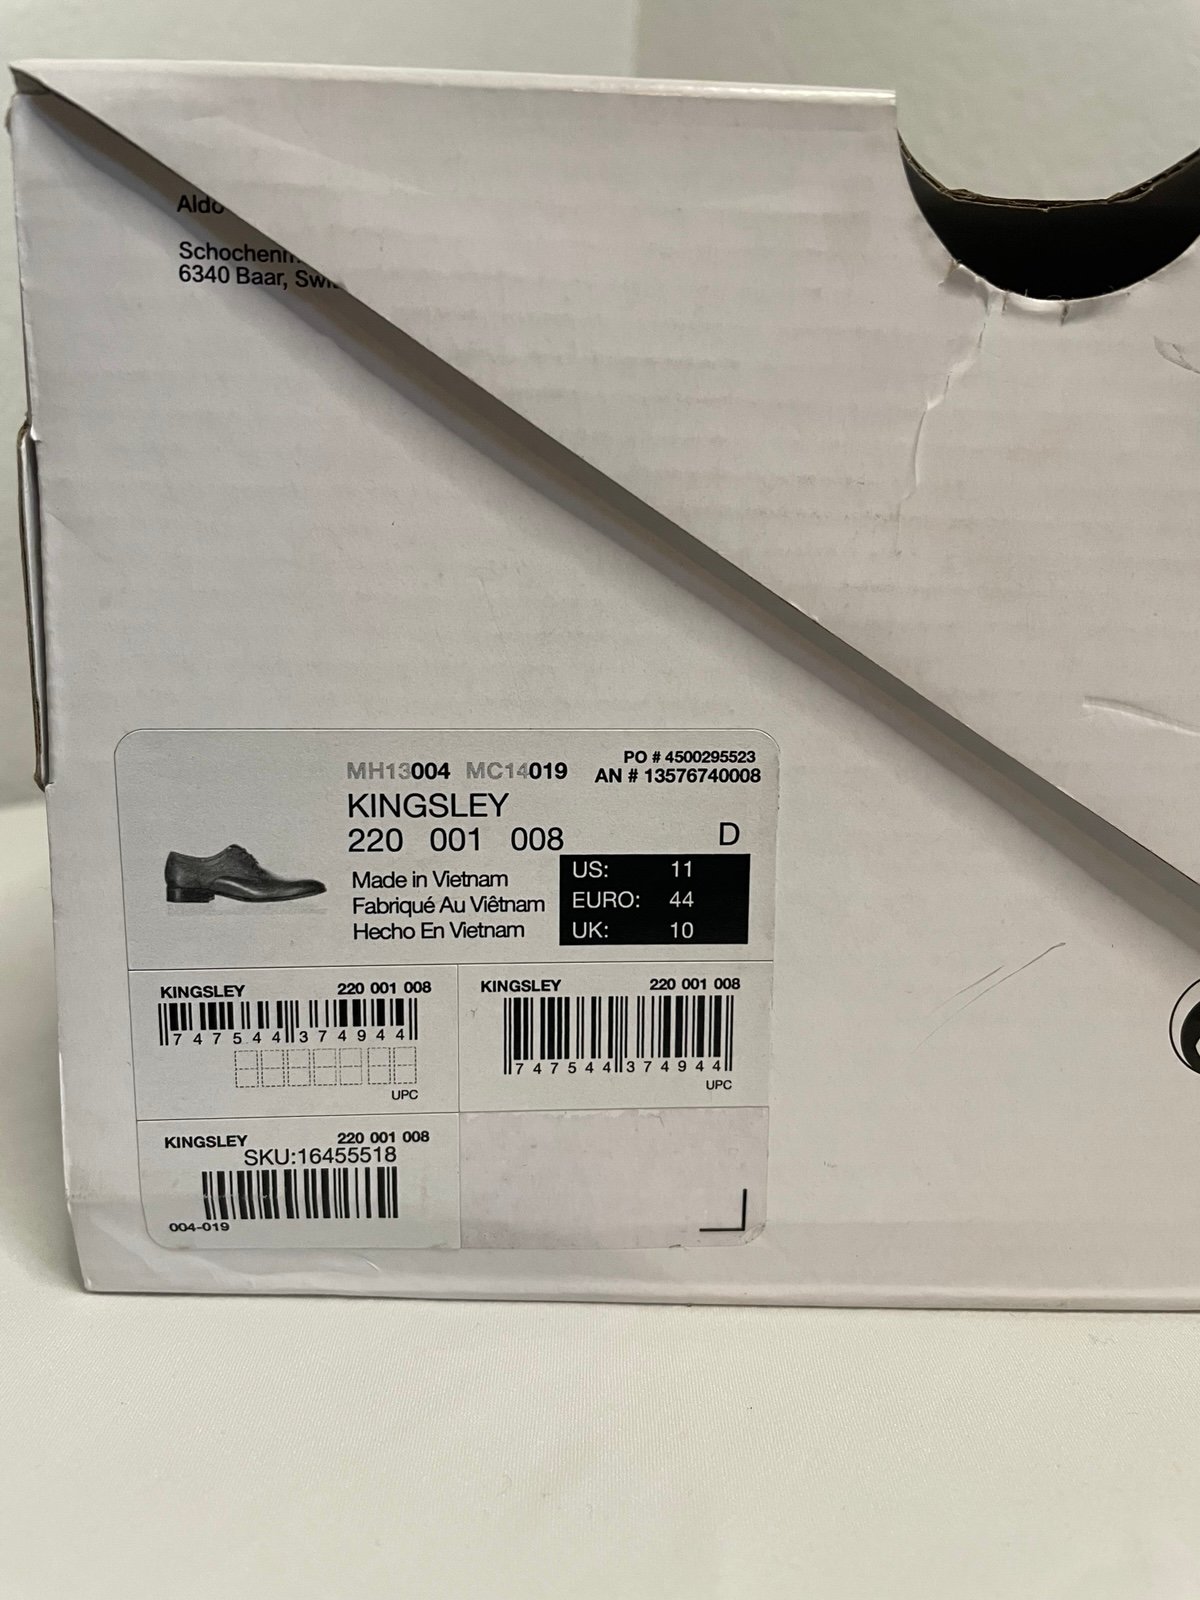 Aldo
6340 Baar,
MH13004 MC14019
PO # 4500295523
AN # 13576740008
KINGSLEY
220 001 008
D
Made in Vietnam
Fabriqué Au Viêtnam
Hecho En Vietnam
US: 11
EURO: 44
UK: 10
KINGSLEY 220 001 008
7 47544 37494 4
UPC
KINGSLEY 220 001 008
7 47544 37494 4
UPC
KINGSLEY 220 001 008
SKU:16455518
004-019